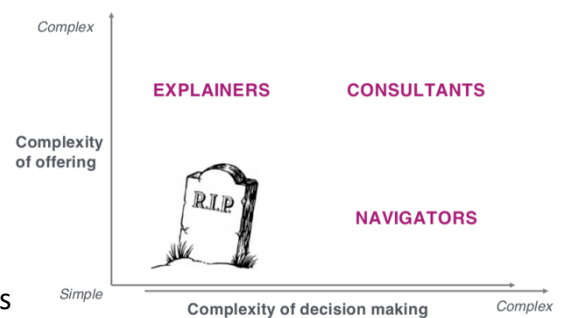 Complex
EXPLAINERS CONSULTANTS
Complexity
of offering
R.I.P.
NAVIGATORS
s
Simple
Complexity of decision making
Complex